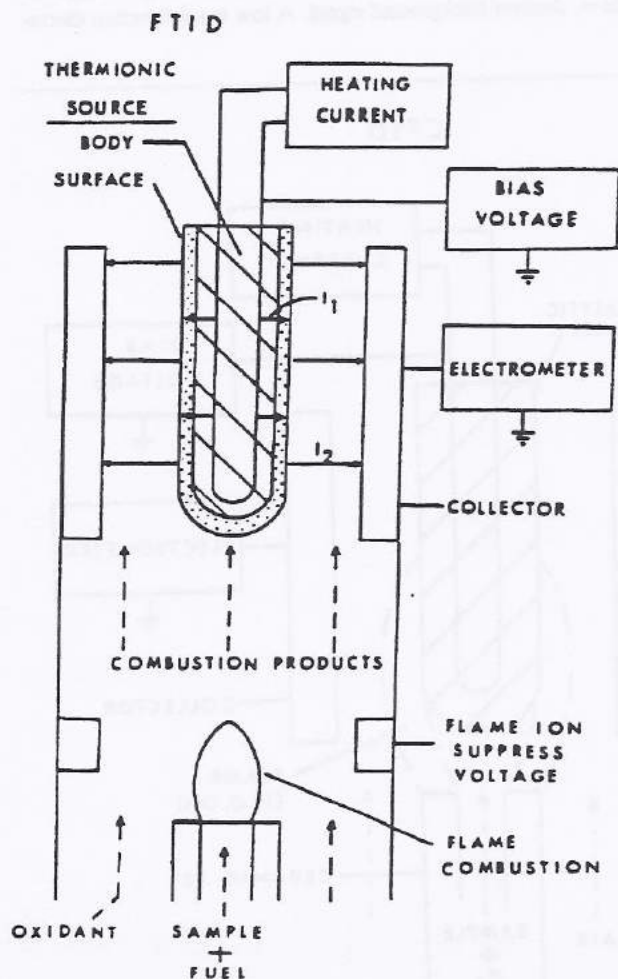 FTID
THERMIONIC
SOURCE
BODY
SURFACE
HEATING
CURRENT
BIAS
VOLTAGE
I1
ELECTROMETER
I2
COLLECTOR
COMBUSTION PRODUCTS
FLAME ION
SUPPRESS
VOLTAGE
FLAME
COMBUSTION
OXIDANT
SAMPLE
+
FUEL